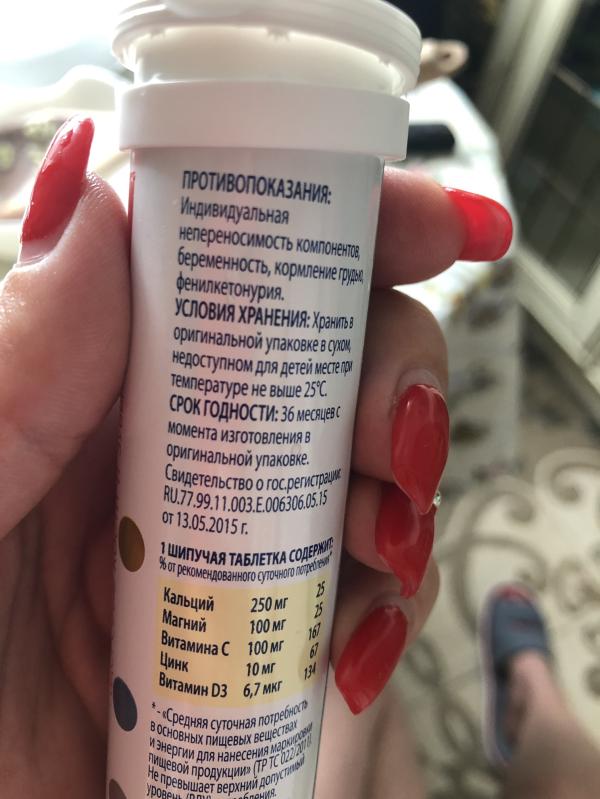 ПРОТИВОПОКАЗАНИЯ:
Индивидуальная
непереносимость компонентов,
беременность, кормление грудью,
фенилкетонурия.
УСЛОВИЯ ХРАНЕНИЯ: Хранить в
оригинальной упаковке в сухом,
недоступном для детей месте при
температуре не выше 25°С.
СРОК ГОДНОСТИ: 36 месяцев с
момента изготовления в
оригинальной упаковке.
Свидетельство о гос.регистрации:
RU.77.99.11.003.Е.006306.05.15
от 13.05.2015 г.
1 ШИПУЧАЯ ТАБЛЕТКА СОДЕРЖИТ:
% от рекомендованного суточного потребления*
Кальций 250 мг 25
Магний 100 мг 25
Витамина С 100 мг 167
Цинк 10 мг 67
Витамин D3 6,7 мкг 134
* - «Средняя суточная потребность
в основных пищевых веществах
и энергии для нанесения маркировки
пищевой продукции» (ТР ТС 022/2011).
Не превышает верхний допустимый
уровень